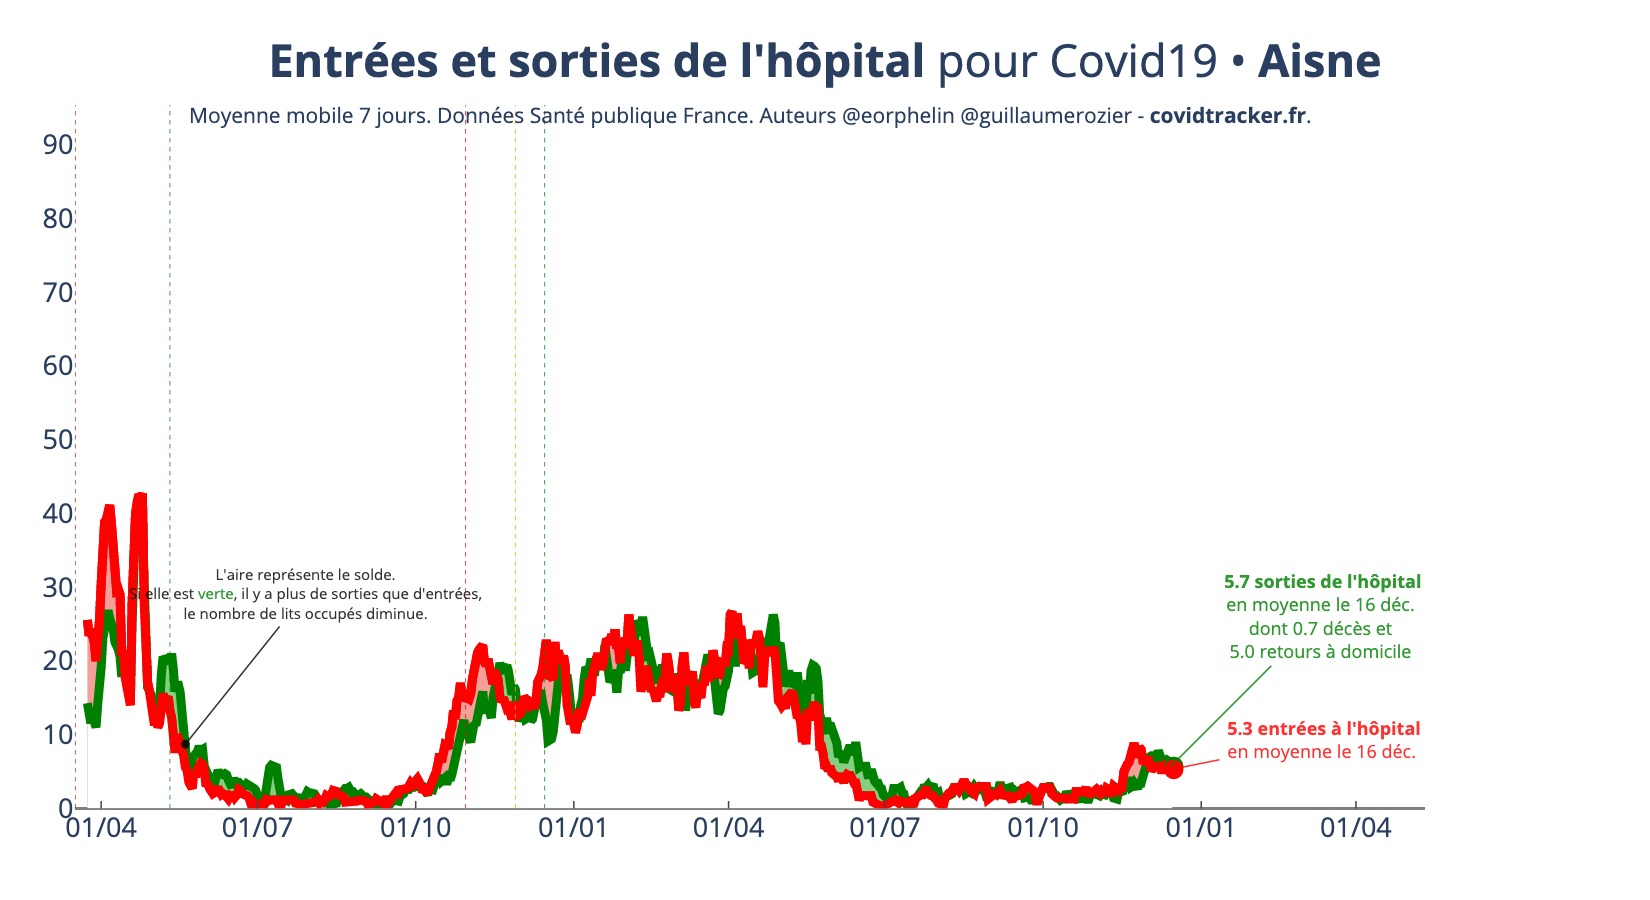 Entrées et sorties de l'hôpital pour Covid19 • Aisne
Moyenne mobile 7 jours. Données Santé publique France. Auteurs @eorphelin @guillaumerozier - covidtracker.fr.
90
80
70
60
50
40
30
20
10
0
L'aire représente le solde.
Si elle est verte, il y a plus de sorties que d'entrées,
le nombre de lits occupés diminue.
5.7 sorties de l'hôpital
en moyenne le 16 déc.
dont 0.7 décès et
5.0 retours à domicile
5.3 entrées à l'hôpital
en moyenne le 16 déc.
01/04
01/07
01/10
01/01
01/04
01/07
01/10
01/01
01/04